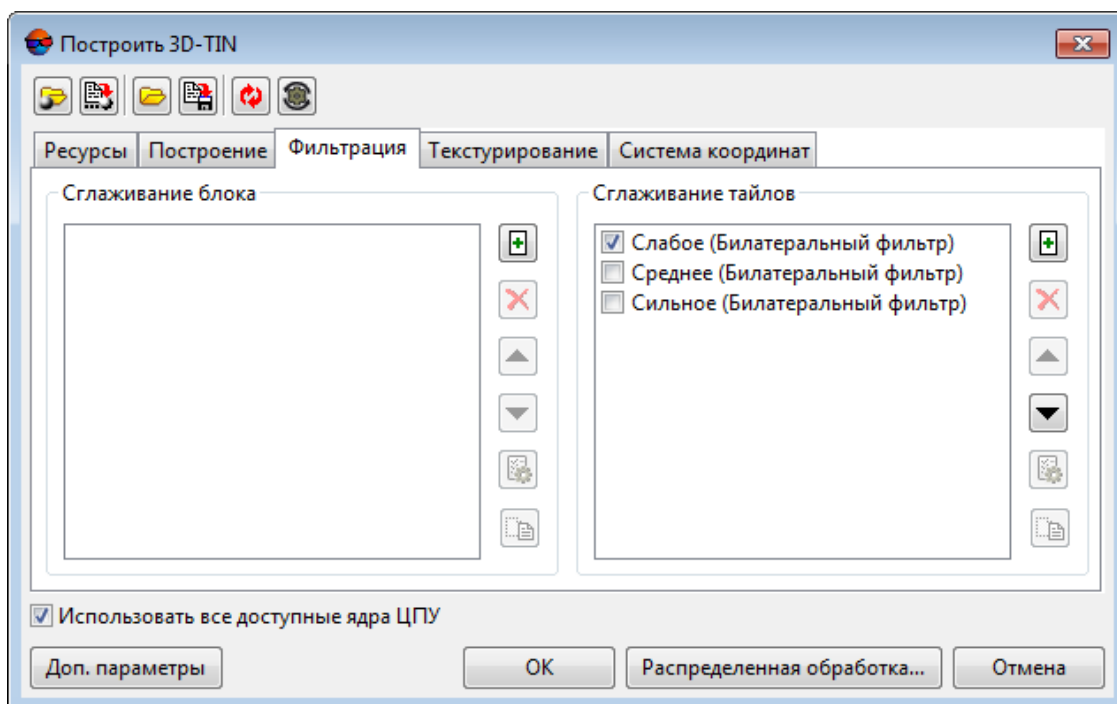 Построить 3D-TIN
Ресурсы Построение Фильтрация Текстурирование Система координат
Сглаживание блока
Сглаживание тайлов
Слабое (Билатеральный фильтр)
Среднее (Билатеральный фильтр)
Сильное (Билатеральный фильтр)
Использовать все доступные ядра ЦПУ
Доп. параметры ОК Распределенная обработка... Отмена